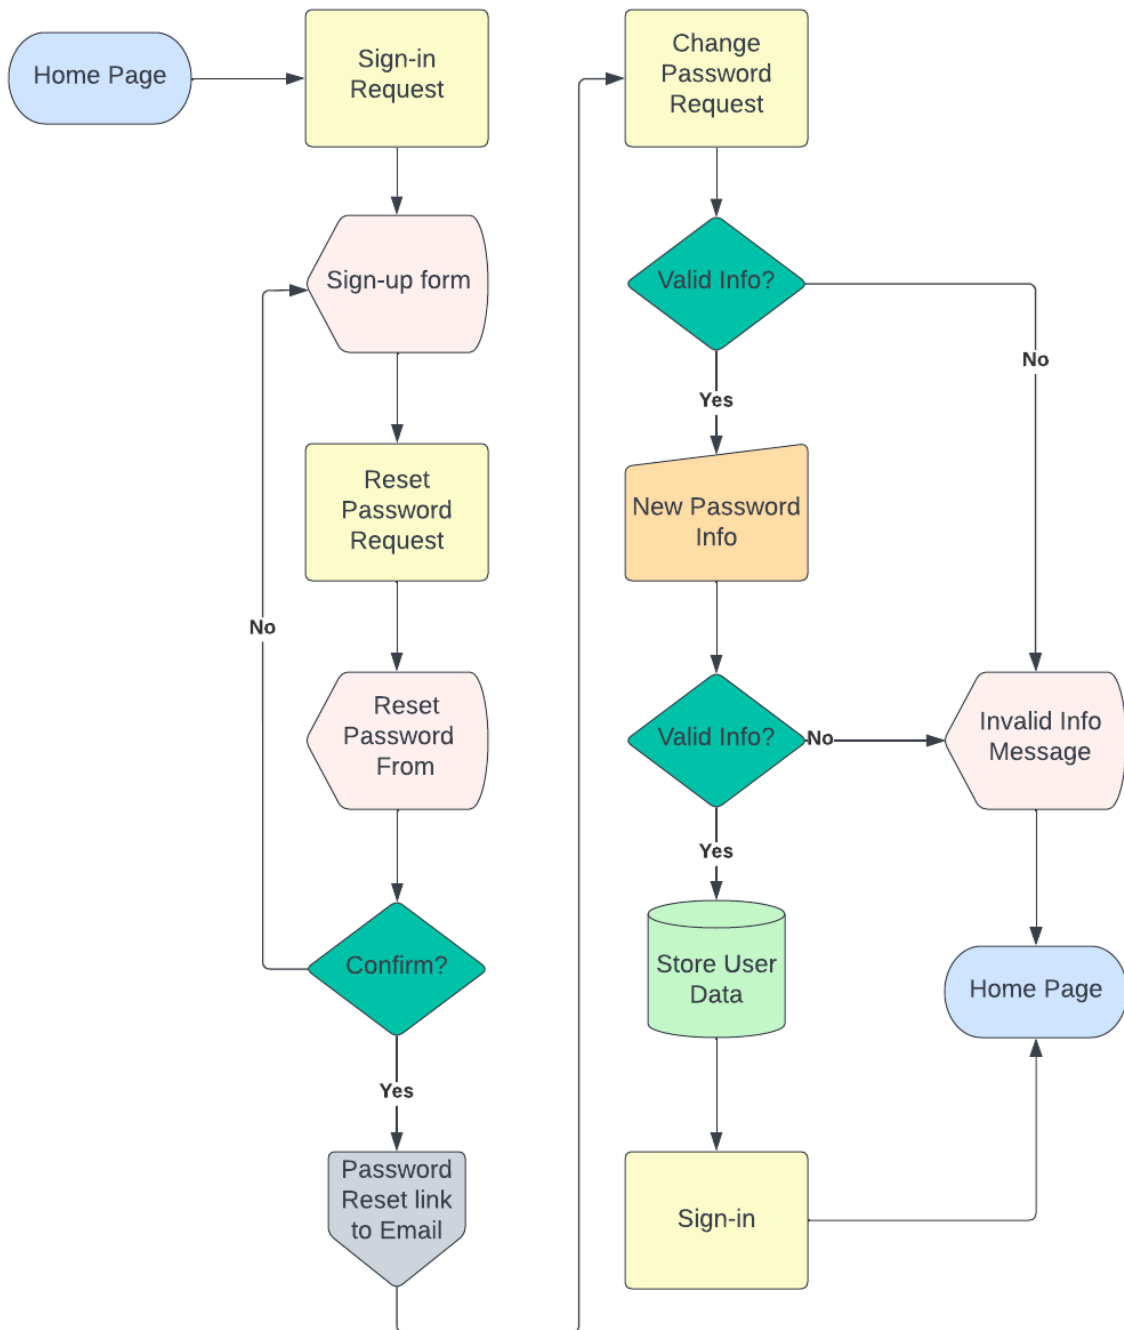 Home Page
Sign-in
Request
Sign-up form
Reset
Password
Request
No
Reset
Password
From
Confirm?
Yes
Password
Reset link
to Email
Change
Password
Request
Valid Info?
No
Yes
New Password
Info
Valid Info?
No
Invalid Info
Message
Yes
Store User
Data
Home Page
Sign-in